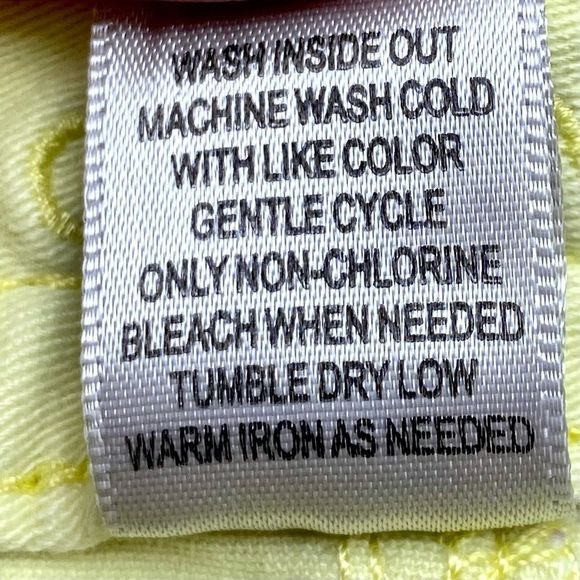 WASH INSIDE OUT
MACHINE WASH COLD
WITH LIKE COLOR
GENTLE CYCLE
ONLY NON-CHLORINE
BLEACH WHEN NEEDED
TUMBLE DRY LOW
WARM IRON AS NEEDED